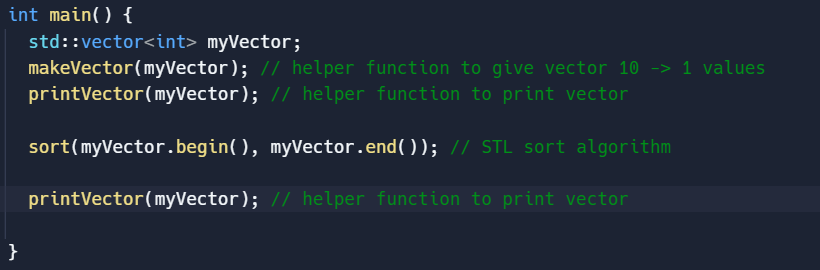 int main() {
std::vector<int> myVector;
makeVector(myVector); // helper function to give vector 10 -> 1 values
printVector(myVector); // helper function to print vector
sort(myVector.begin(), myVector.end()); // STL sort algorithm
printVector(myVector); // helper function to print vector
}